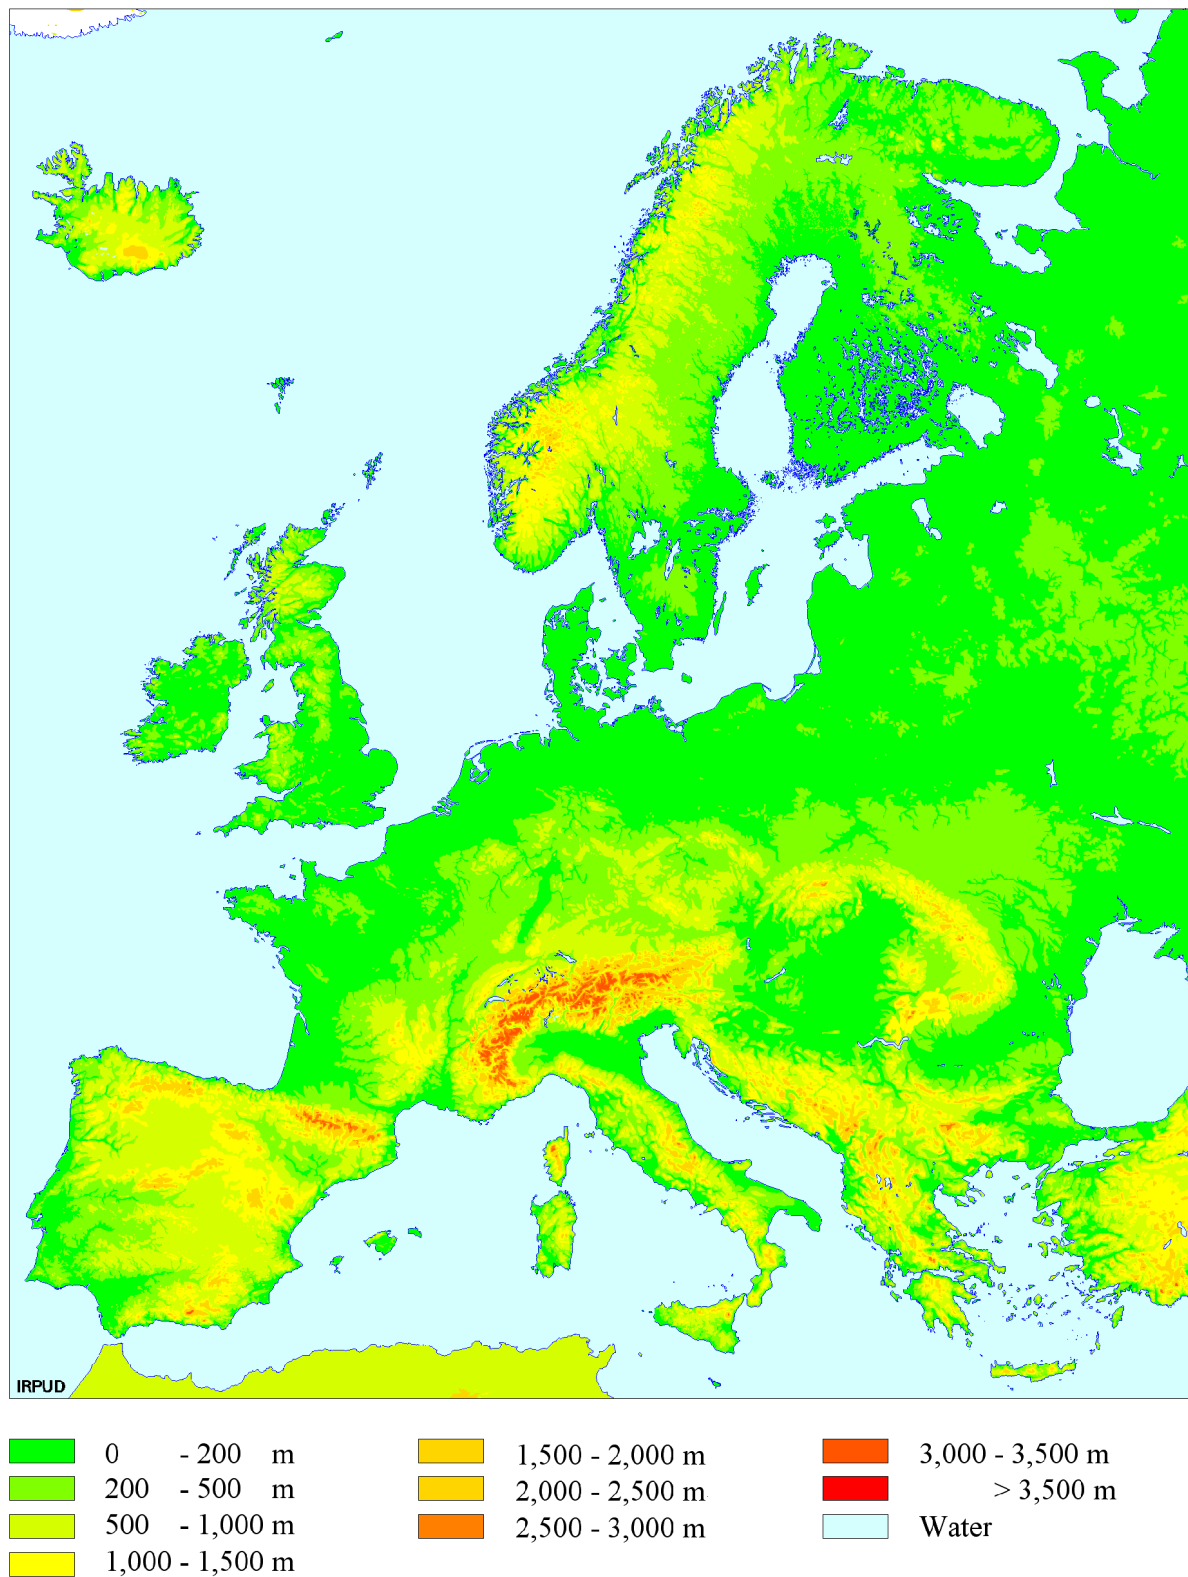 IRPUD
0 - 200 m
200 - 500 m
500 - 1,000 m
1,000 - 1,500 m
1,500 - 2,000 m
2,000 - 2,500 m
2,500 - 3,000 m
3,000 - 3,500 m
> 3,500 m
Water